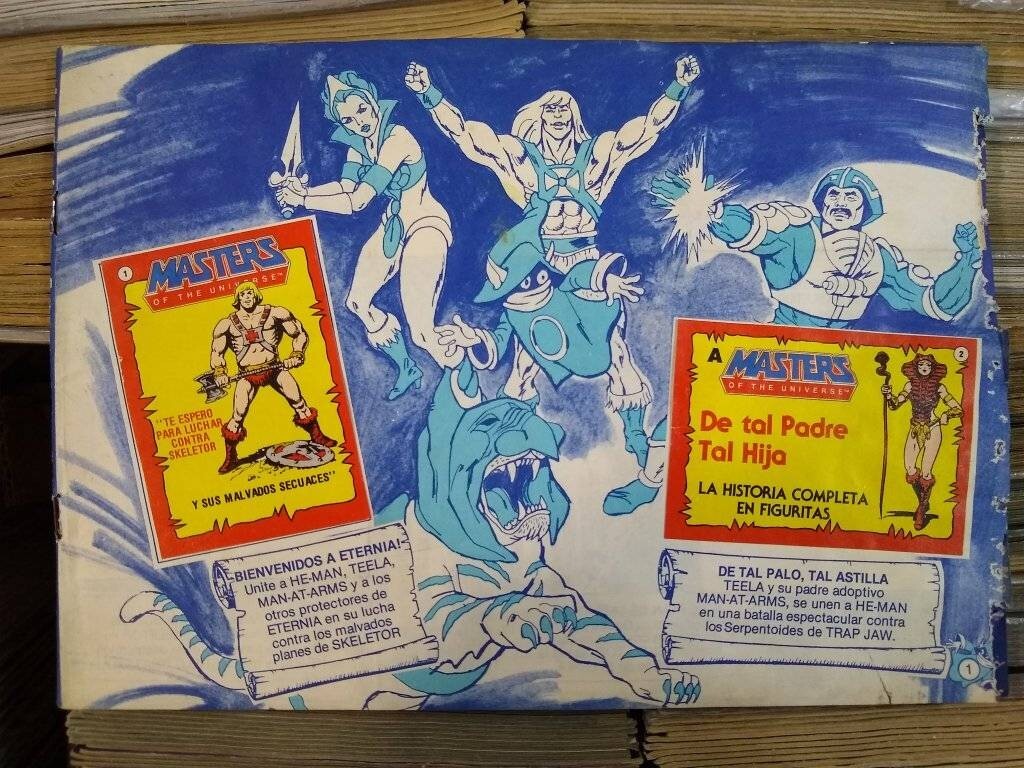 1
MASTERS
OF THE UNIVERSE™
"TE ESPERO
PARA LUCHAR
CONTRA
SKELETOR
Y SUS MALVADOS SECUACES"
BIENVENIDOS A ETERNIA!
Unite a HE-MAN, TEELA,
MAN-AT-ARMS y a los
otros protectores de
ETERNIA en su lucha
contra los malvados
planes de SKELETOR
A
MASTERS
OF THE UNIVERSE™
2
De tal Padre
Tal Hija
LA HISTORIA COMPLETA
EN FIGURITAS
DE TAL PALO, TAL ASTILLA
TEELA y su padre adoptivo
MAN-AT-ARMS, se unen a HE-MAN
en una batalla espectacular contra
los Serpentoides de TRAP JAW.
1